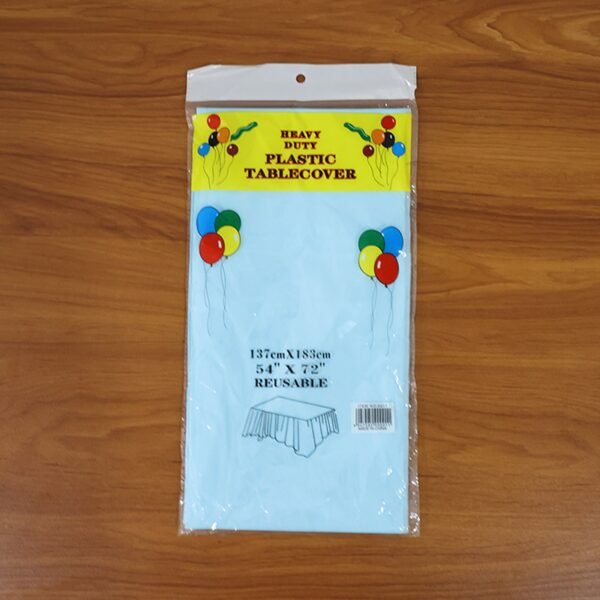 HEAVY
DUTY
PLASTIC
TABLECOVER
137cmX183cm
54" X 72"
REUSABLE
MADE IN CHINA